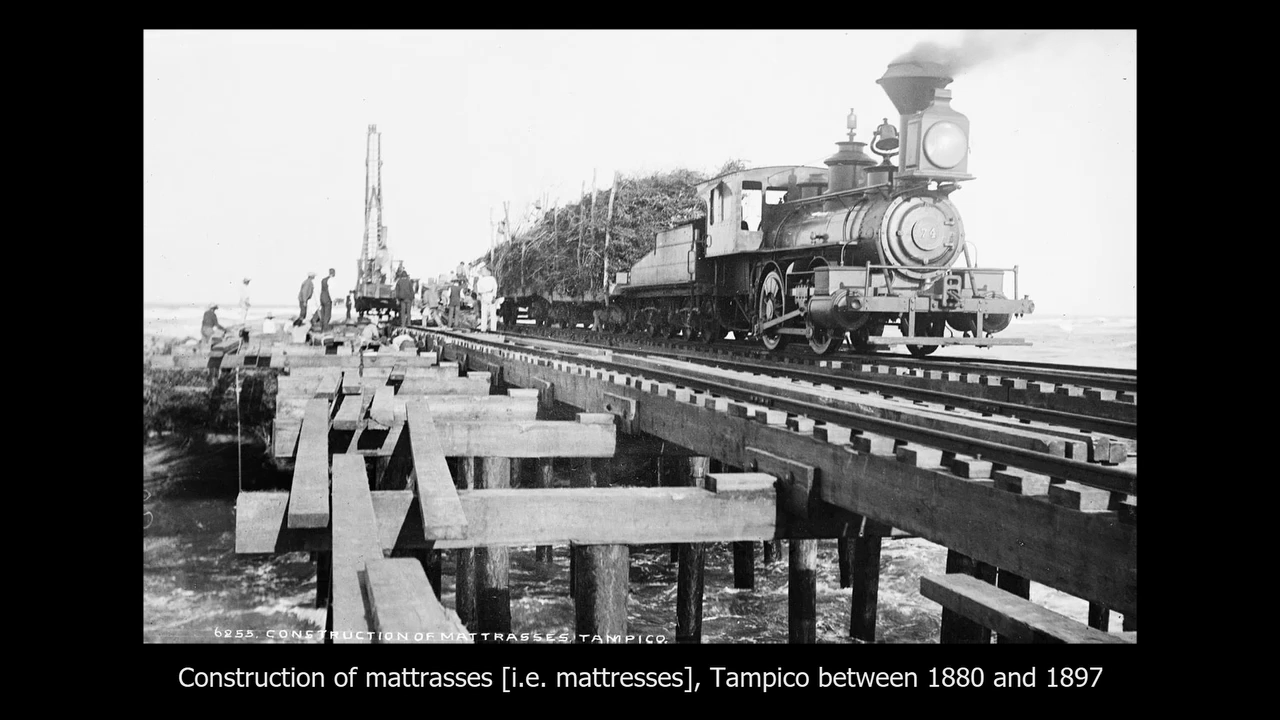 6255. CONSTRUCTION OF MATTRASSES, TAMPICO.
Construction of mattrasses [i.e. mattresses], Tampico between 1880 and 1897